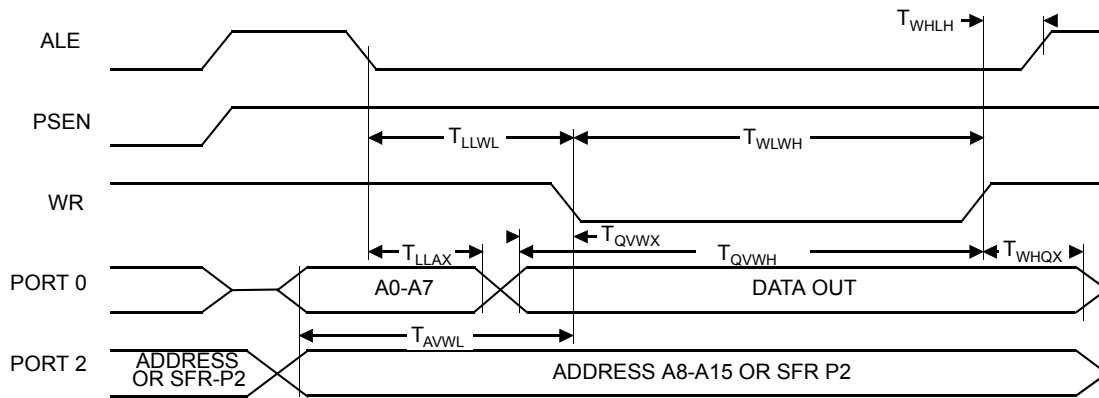 T_WHLH
ALE
PSEN
T_LLWL
T_WLWH
WR
T_QVWX
T_LLAX
T_QVWH
T_WHQX
PORT 0
A0-A7
DATA OUT
T_AVWL
PORT 2
ADDRESS
OR SFR-P2
ADDRESS A8-A15 OR SFR P2